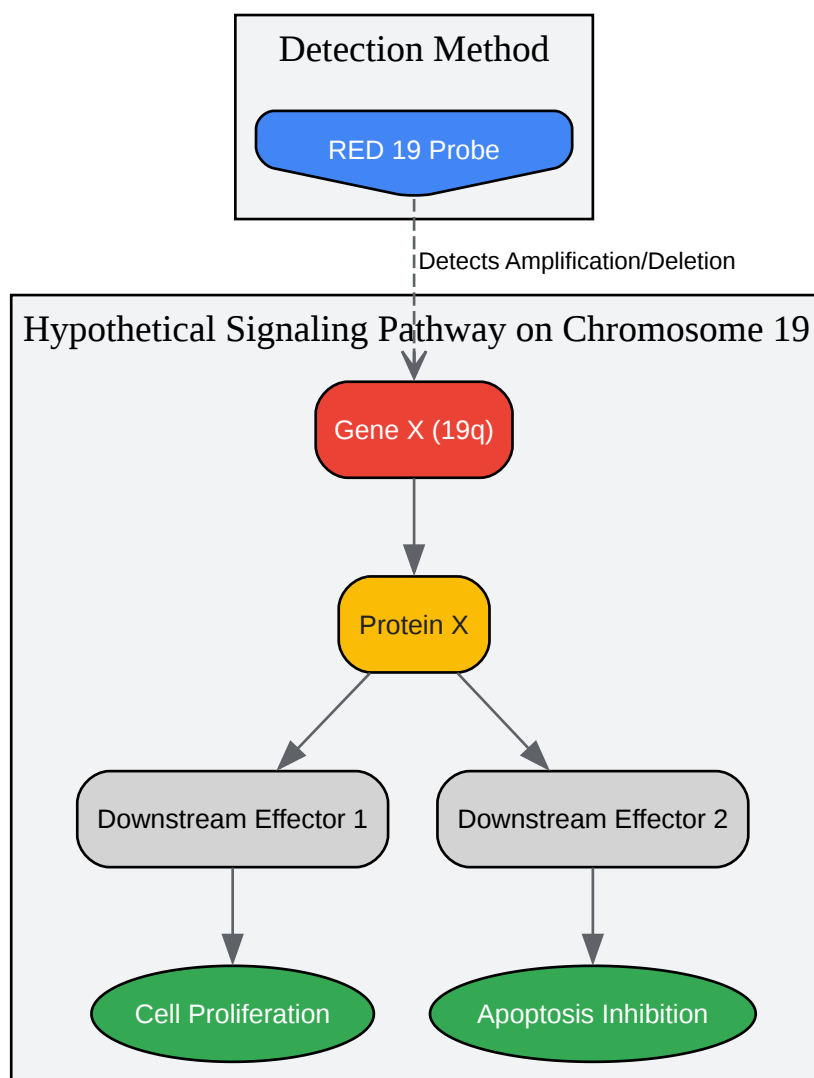 Detection Method
RED 19 Probe
Detects Amplification/Deletion
Hypothetical Signaling Pathway on Chromosome 19
Gene X (19q)
Protein X
Downstream Effector 1
Downstream Effector 2
Cell Proliferation
Apoptosis Inhibition